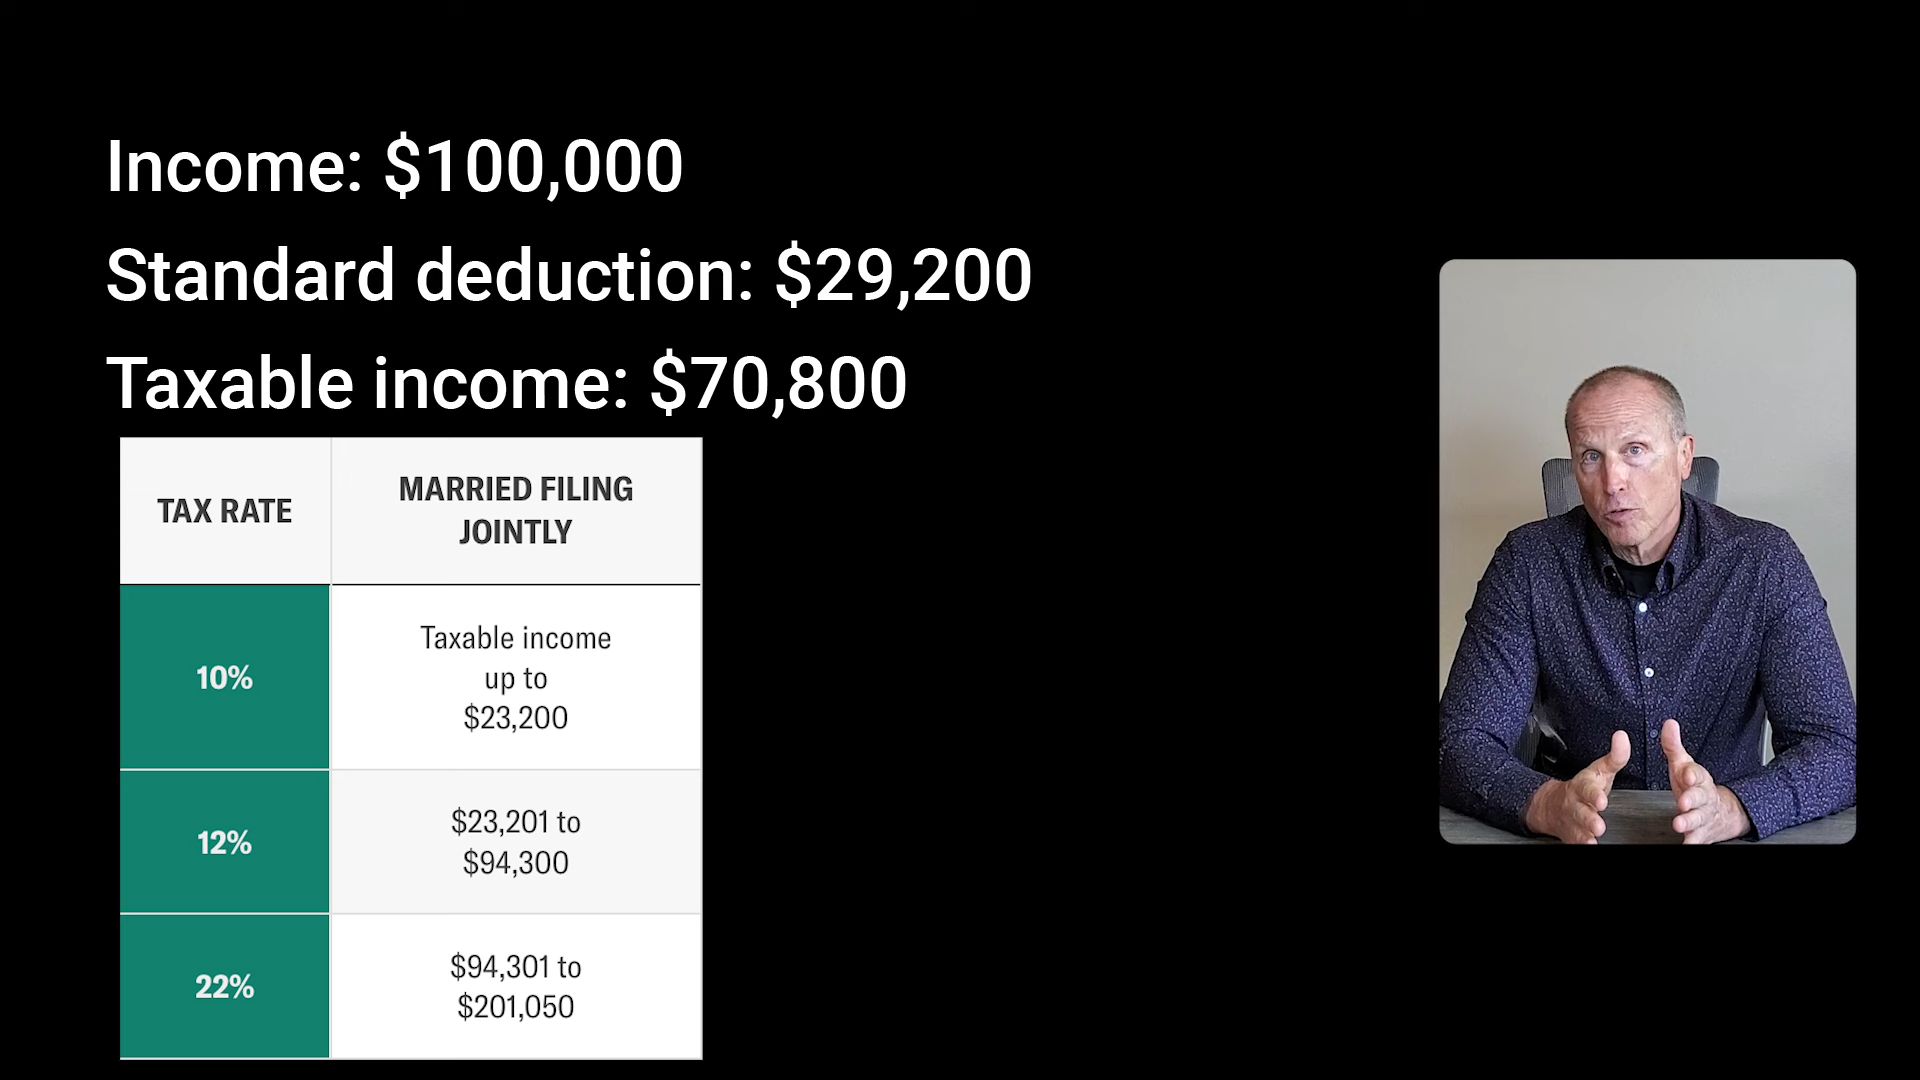 Income: $100,000
Standard deduction: $29,200
Taxable income: $70,800
TAX RATE
MARRIED FILING
JOINTLY
10%
Taxable income
up to
$23,200
12%
$23,201 to
$94,300
22%
$94,301 to
$201,050